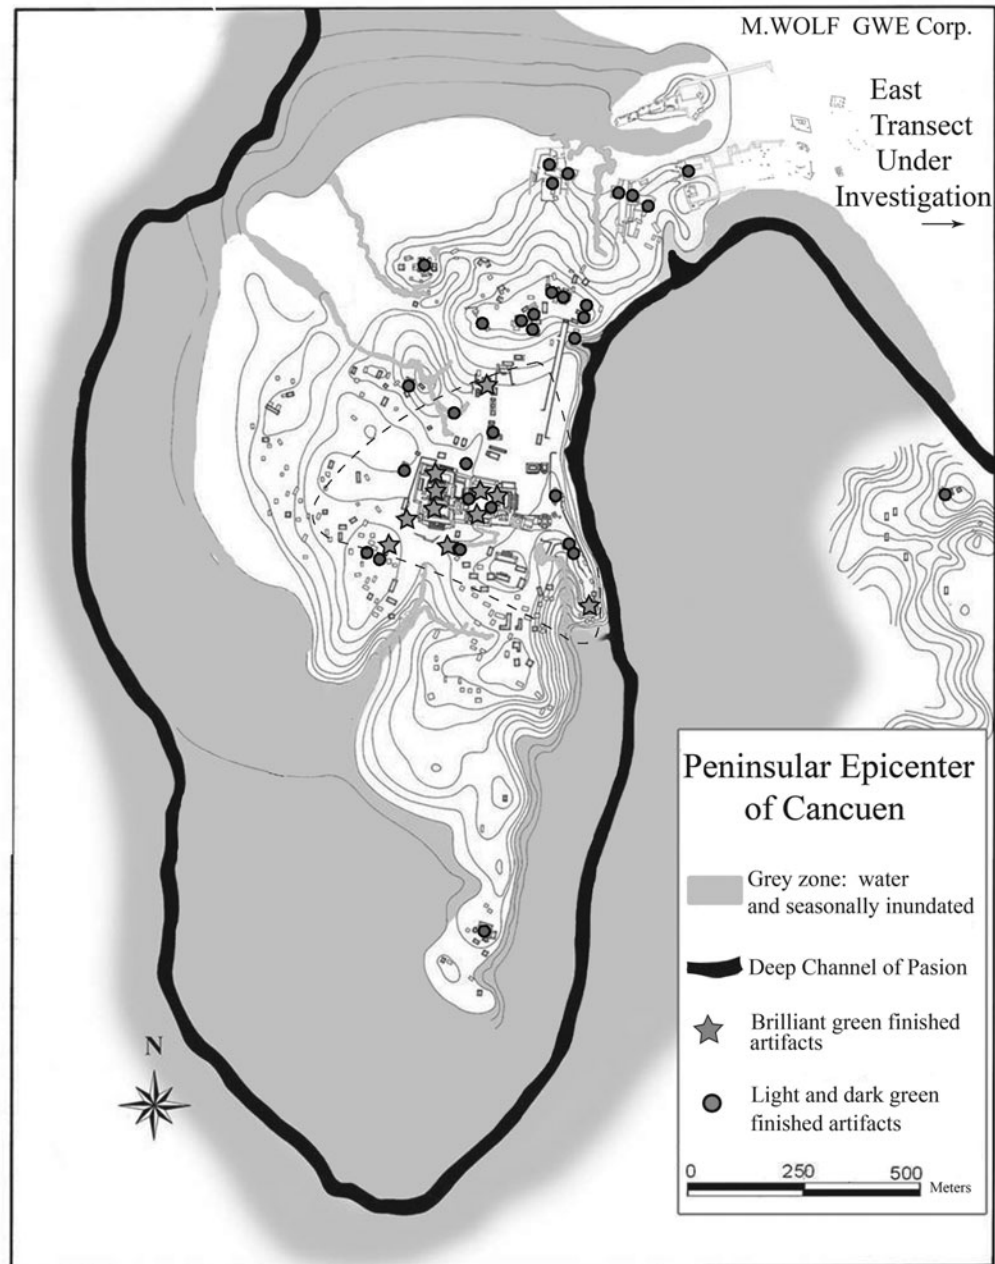 M.WOLF GWE Corp.
East
Transect
Under
Investigation
Peninsular Epicenter
of Cancuen
Grey zone: water
and seasonally inundated
Deep Channel of Pasion
Brilliant green finished
artifacts
Light and dark green
finished artifacts
0 250 500
Meters
N